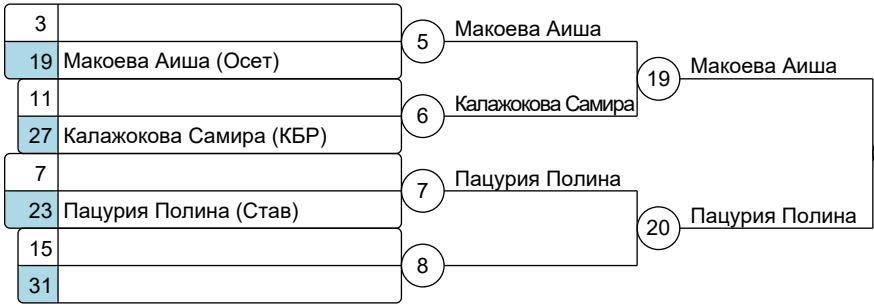 3
19 Макоева Аиша (Осет)
11
27 Калажокова Самира (КБР)
7
23 Пацурия Полина (Став)
15
31
5 Макоева Аиша
6 Калажокова Самира
7 Пацурия Полина
8
19 Макоева Аиша
20 Пацурия Полина